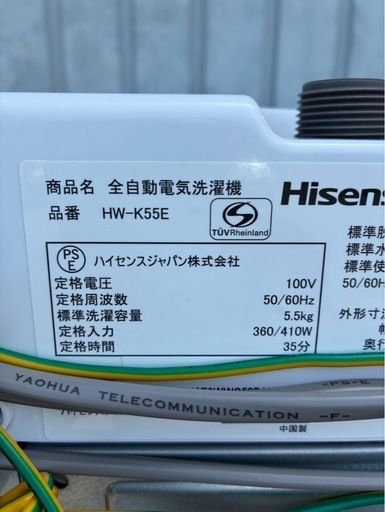 商品名 全自動電気洗濯機
品番 HW-K55E
TÜVRheinland
Hisens
PS E ハイセンスジャパン株式会社
定格電圧 100V
定格周波数 50/60Hz
標準洗濯容量 5.5kg
定格入力 360/410W
定格時間 35分
標準脱
標準水
標準使
50/60H
外形寸法
幅
奥行
YAOHUA TELECOMMUNICATION
-PS-E
-F-
中国製